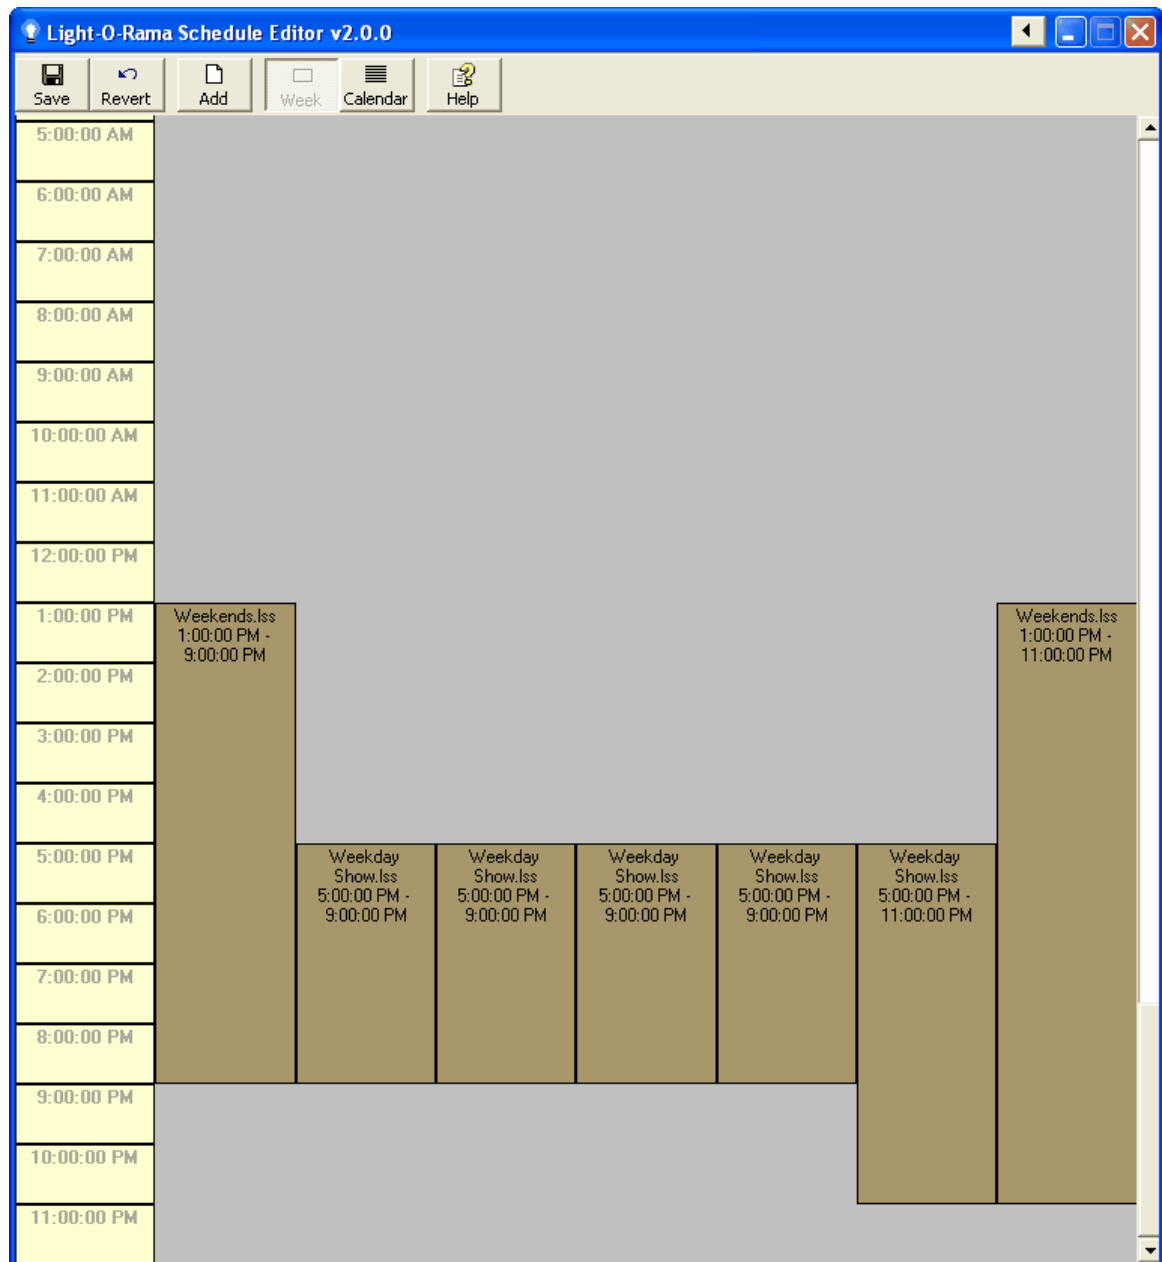 Light-O-Rama Schedule Editor v2.0.0
Save Revert Add Week Calendar Help
5:00:00 AM
6:00:00 AM
7:00:00 AM
8:00:00 AM
9:00:00 AM
10:00:00 AM
11:00:00 AM
12:00:00 PM
1:00:00 PM
2:00:00 PM
3:00:00 PM
4:00:00 PM
5:00:00 PM
6:00:00 PM
7:00:00 PM
8:00:00 PM
9:00:00 PM
10:00:00 PM
11:00:00 PM
Weekends.lss
1:00:00 PM -
9:00:00 PM
Weekday
Show.lss
5:00:00 PM -
9:00:00 PM
Weekday
Show.lss
5:00:00 PM -
9:00:00 PM
Weekday
Show.lss
5:00:00 PM -
9:00:00 PM
Weekday
Show.lss
5:00:00 PM -
9:00:00 PM
Weekday
Show.lss
5:00:00 PM -
11:00:00 PM
Weekends.lss
1:00:00 PM -
11:00:00 PM